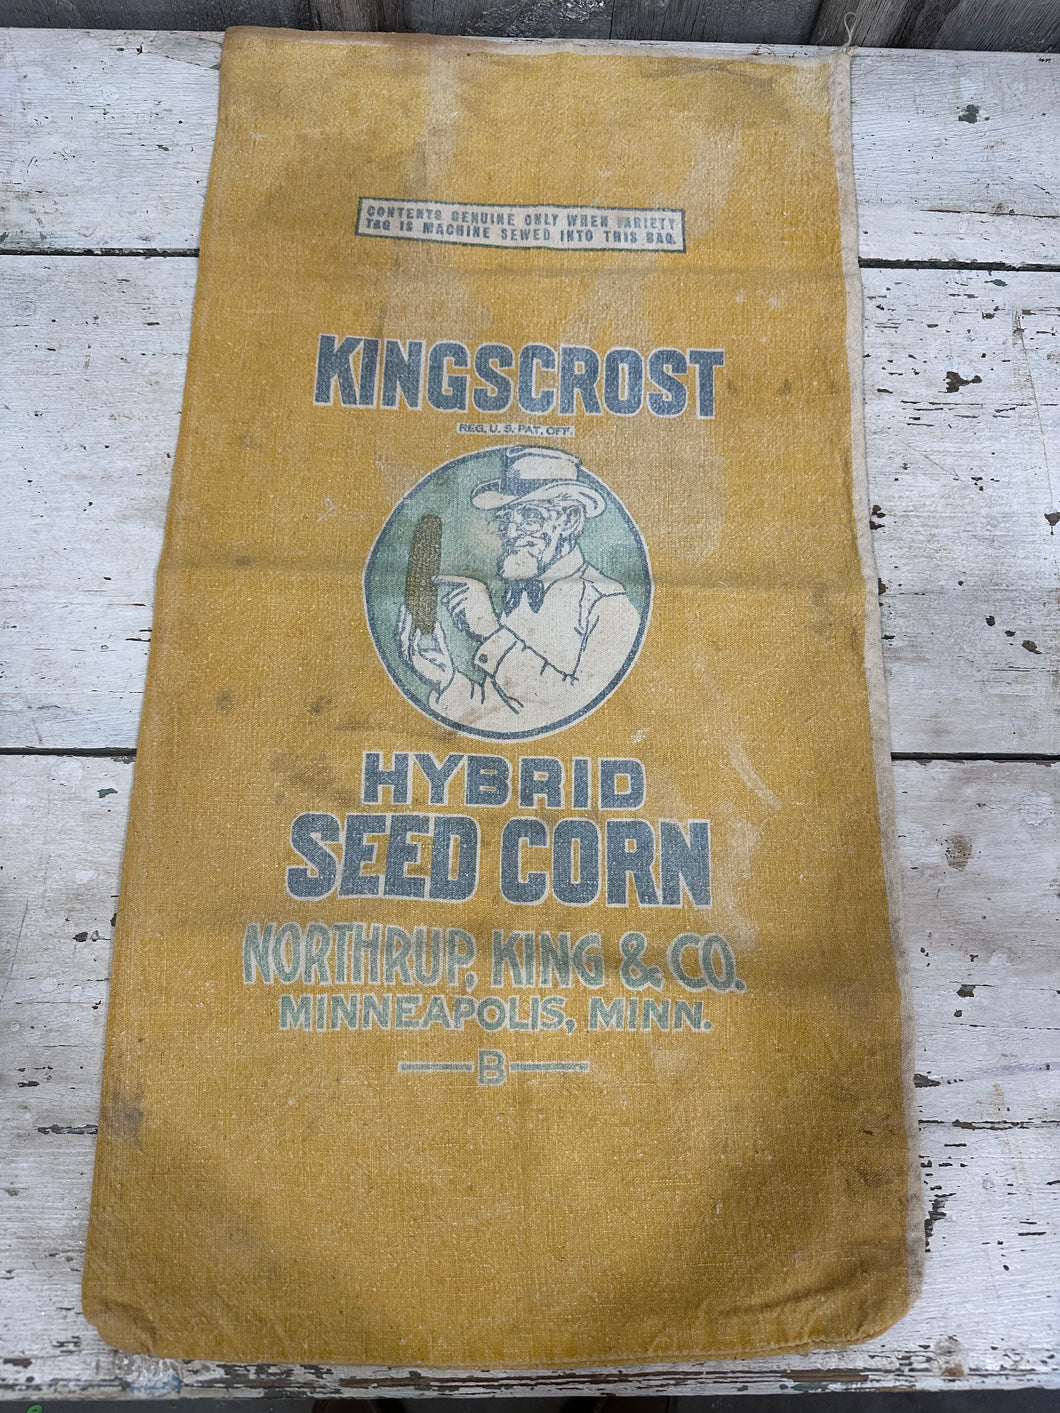 CONTENTS GENUINE ONLY WHEN VARIETY
TAG IS MACHINE SEWED INTO THIS BAG.
KINGSCROST
REG. U. S. PAT. OFF.
HYBRID
SEED CORN
NORTHRUP, KING & CO.
MINNEAPOLIS, MINN.
B